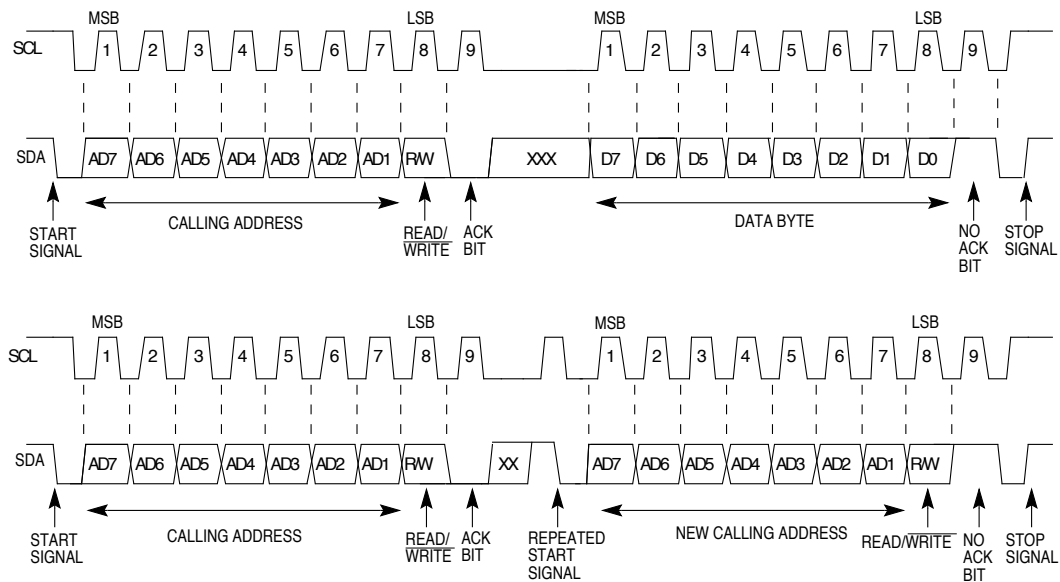 MSB LSB MSB LSB
SCL 1 2 3 4 5 6 7 8 9 1 2 3 4 5 6 7 8 9
SDA AD7 AD6 AD5 AD4 AD3 AD2 AD1 RW XXX D7 D6 D5 D4 D3 D2 D1 D0
CALLING ADDRESS DATA BYTE
START READ/ ACK NO STOP
SIGNAL WRITE BIT ACK SIGNAL
BIT
MSB LSB MSB LSB
SCL 1 2 3 4 5 6 7 8 9 1 2 3 4 5 6 7 8 9
SDA AD7 AD6 AD5 AD4 AD3 AD2 AD1 RW XX AD7 AD6 AD5 AD4 AD3 AD2 AD1 RW
CALLING ADDRESS NEW CALLING ADDRESS
START READ/ ACK REPEATED READ/WRITE NO STOP
SIGNAL WRITE BIT START ACK SIGNAL
SIGNAL BIT